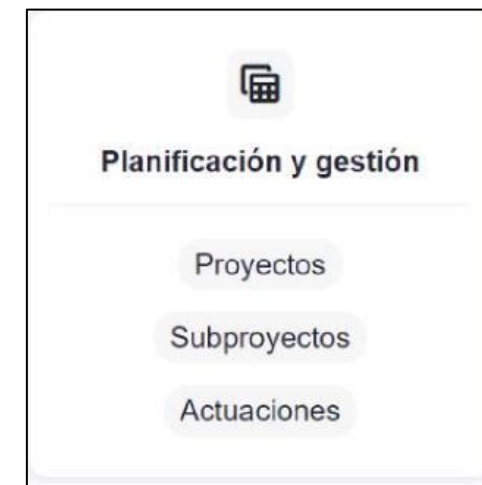 Planificación y gestión
Proyectos
Subproyectos
Actuaciones